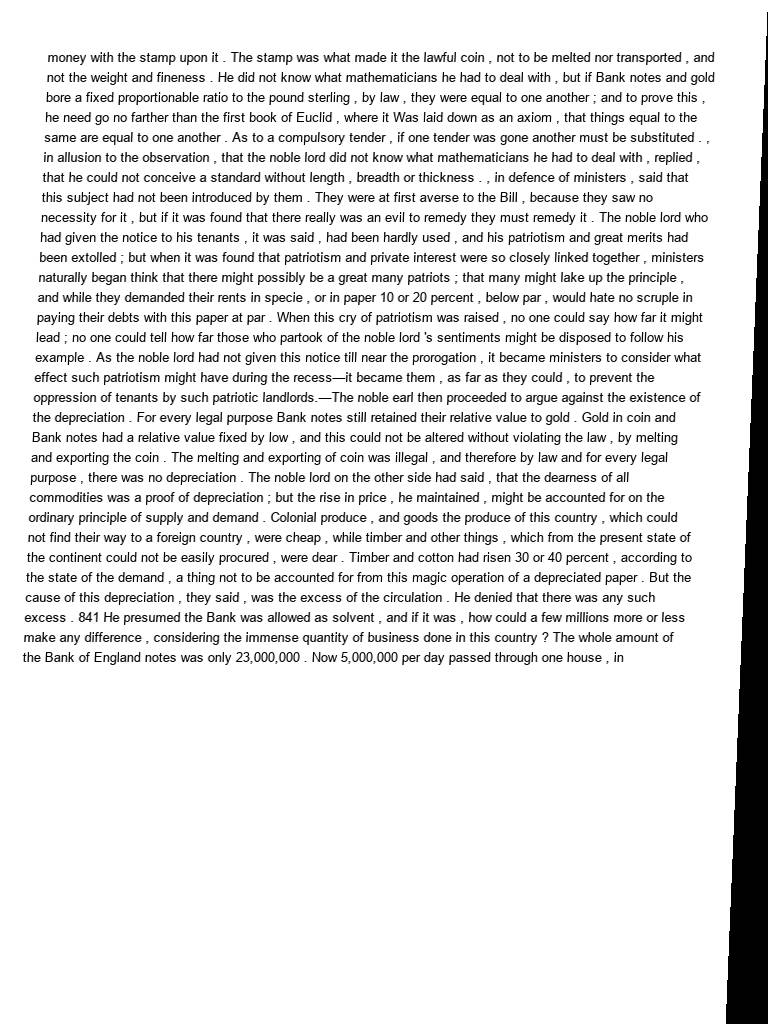 money with the stamp upon it . The stamp was what made it the lawful coin , not to be melted nor transported , and
not the weight and fineness . He did not know what mathematicians he had to deal with , but if Bank notes and gold
bore a fixed proportionable ratio to the pound sterling , by law , they were equal to one another ; and to prove this ,
he need go no farther than the first book of Euclid , where it Was laid down as an axiom , that things equal to the
same are equal to one another . As to a compulsory tender , if one tender was gone another must be substituted . ,
in allusion to the observation , that the noble lord did not know what mathematicians he had to deal with , replied ,
that he could not conceive a standard without length , breadth or thickness . , in defence of ministers , said that
this subject had not been introduced by them . They were at first averse to the Bill , because they saw no
necessity for it , but if it was found that there really was an evil to remedy they must remedy it . The noble lord who
had given the notice to his tenants , it was said , had been hardly used , and his patriotism and great merits had
been extolled ; but when it was found that patriotism and private interest were so closely linked together , ministers
naturally began think that there might possibly be a great many patriots ; that many might lake up the principle ,
and while they demanded their rents in specie , or in paper 10 or 20 percent , below par , would hate no scruple in
paying their debts with this paper at par . When this cry of patriotism was raised , no one could say how far it might
lead ; no one could tell how far those who partook of the noble lord 's sentiments might be disposed to follow his
example . As the noble lord had not given this notice till near the prorogation , it became ministers to consider what
effect such patriotism might have during the recess—it became them , as far as they could , to prevent the
oppression of tenants by such patriotic landlords.—The noble earl then proceeded to argue against the existence of
the depreciation . For every legal purpose Bank notes still retained their relative value to gold . Gold in coin and
Bank notes had a relative value fixed by low , and this could not be altered without violating the law , by melting
and exporting the coin . The melting and exporting of coin was illegal , and therefore by law and for every legal
purpose , there was no depreciation . The noble lord on the other side had said , that the dearness of all
commodities was a proof of depreciation ; but the rise in price , he maintained , might be accounted for on the
ordinary principle of supply and demand . Colonial produce , and goods the produce of this country , which could
not find their way to a foreign country , were cheap , while timber and other things , which from the present state of
the continent could not be easily procured , were dear . Timber and cotton had risen 30 or 40 percent , according to
the state of the demand , a thing not to be accounted for from this magic operation of a depreciated paper . But the
cause of this depreciation , they said , was the excess of the circulation . He denied that there was any such
excess . 841 He presumed the Bank was allowed as solvent , and if it was , how could a few millions more or less
make any difference , considering the immense quantity of business done in this country ? The whole amount of
the Bank of England notes was only 23,000,000 . Now 5,000,000 per day passed through one house , in